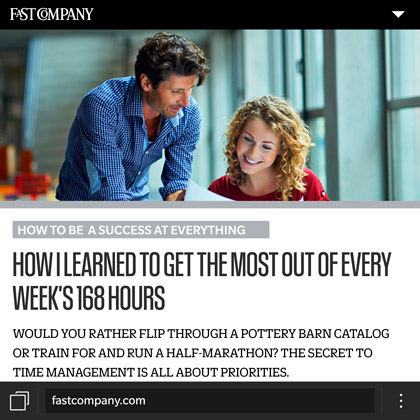 FAST COMPANY
HOW TO BE A SUCCESS AT EVERYTHING
HOW I LEARNED TO GET THE MOST OUT OF EVERY
WEEK'S 168 HOURS
WOULD YOU RATHER FLIP THROUGH A POTTERY BARN CATALOG
OR TRAIN FOR AND RUN A HALF-MARATHON? THE SECRET TO
TIME MANAGEMENT IS ALL ABOUT PRIORITIES.
fastcompany.com